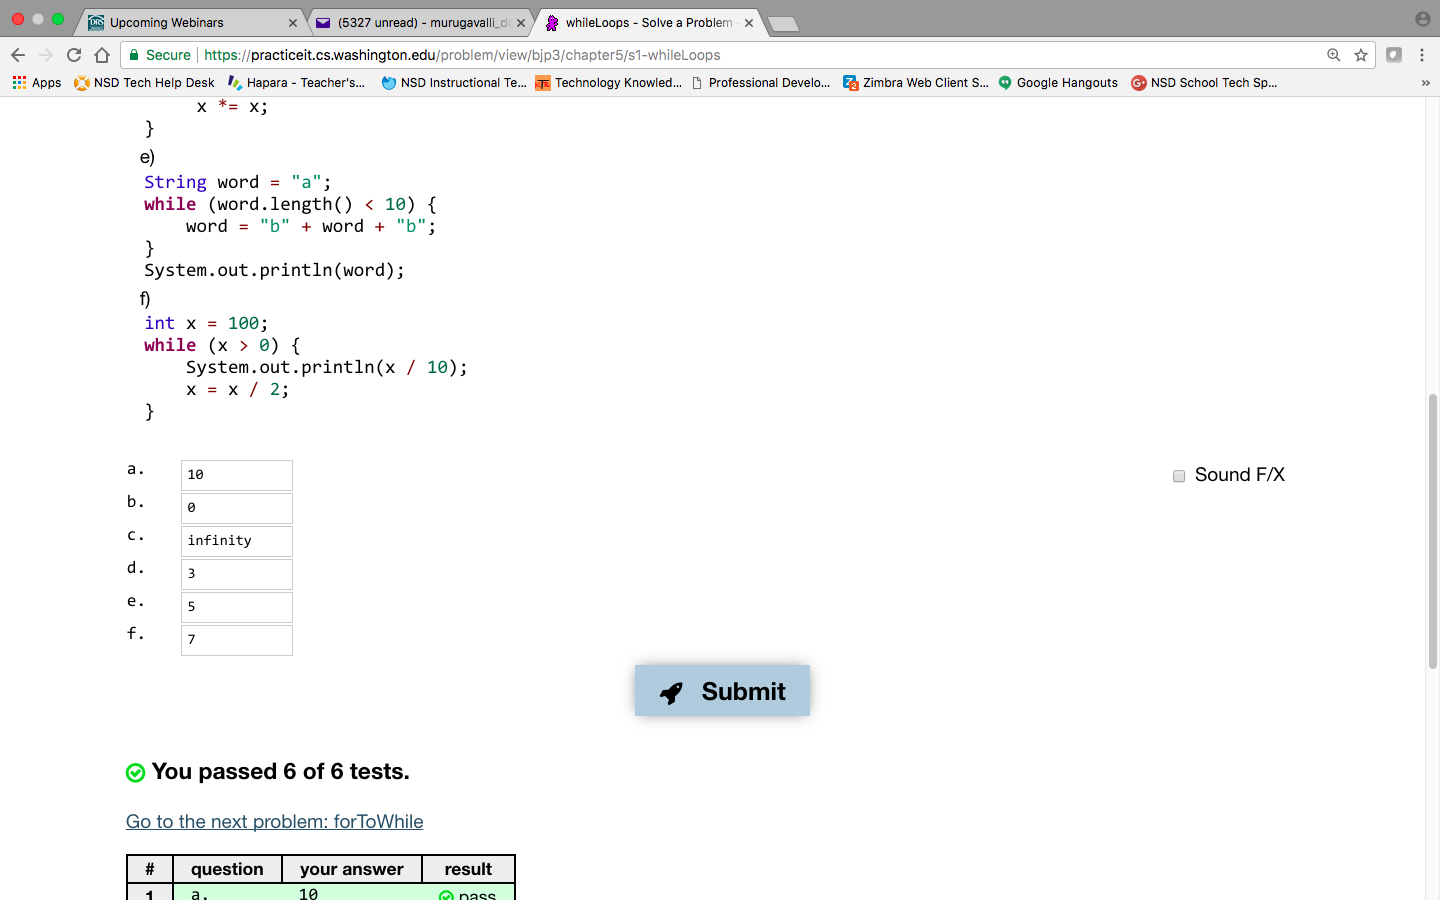 Upcoming Webinars
(5327 unread) - murugavalli_d
whileLoops - Solve a Problem
Secure https://practiceit.cs.washington.edu/problem/view/bjp3/chapter5/s1-whileLoops
Apps NSD Tech Help Desk Hapara - Teacher's... NSD Instructional Te... Technology Knowled... Professional Develo... Zimbra Web Client S... Google Hangouts NSD School Tech Sp... »
x *= x;
}
e)
String word = "a";
while (word.length() < 10) {
word = "b" + word + "b";
}
System.out.println(word);
f)
int x = 100;
while (x > 0) {
System.out.println(x / 10);
x = x / 2;
}
a. 10
Sound F/X
b. 0
c. infinity
d. 3
e. 5
f. 7
Submit
You passed 6 of 6 tests.
Go to the next problem: forToWhile
# question your answer result
1 a. 10 pass